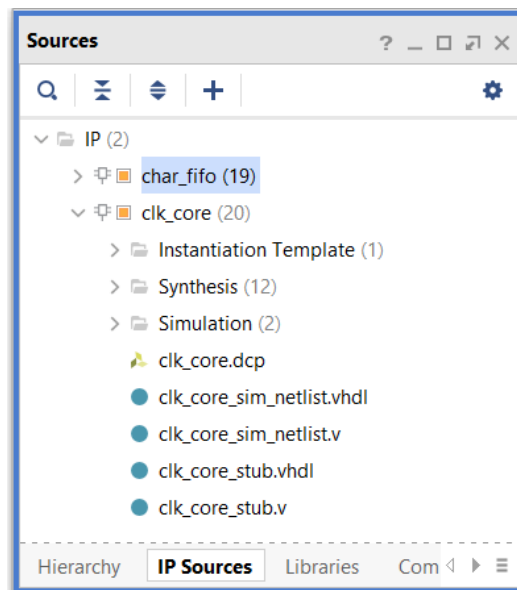 Sources
IP (2)
char_fifo (19)
clk_core (20)
Instantiation Template (1)
Synthesis (12)
Simulation (2)
clk_core.dcp
clk_core_sim_netlist.vhdl
clk_core_sim_netlist.v
clk_core_stub.vhdl
clk_core_stub.v
Hierarchy IP Sources Libraries Com